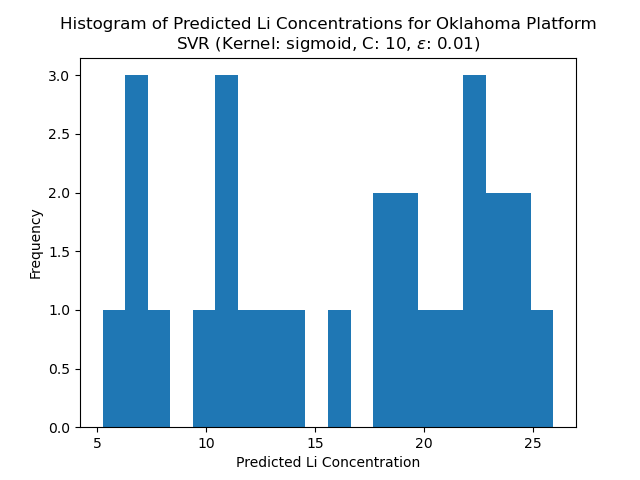 Histogram of Predicted Li Concentrations for Oklahoma Platform
SVR (Kernel: sigmoid, C: 10, ε: 0.01)
3.0
2.5
2.0
1.5
1.0
0.5
0.0
Frequency
5 10 15 20 25
Predicted Li Concentration